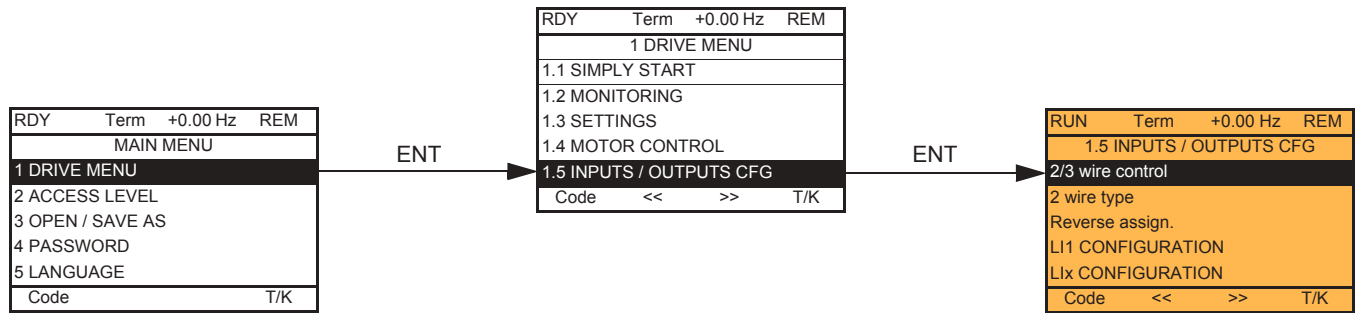 RDY Term +0.00 Hz REM
MAIN MENU
1 DRIVE MENU
2 ACCESS LEVEL
3 OPEN / SAVE AS
4 PASSWORD
5 LANGUAGE
Code T/K
ENT
RDY Term +0.00 Hz REM
1 DRIVE MENU
1.1 SIMPLY START
1.2 MONITORING
1.3 SETTINGS
1.4 MOTOR CONTROL
1.5 INPUTS / OUTPUTS CFG
Code << >> T/K
ENT
RUN Term +0.00 Hz REM
1.5 INPUTS / OUTPUTS CFG
2/3 wire control
2 wire type
Reverse assign.
LI1 CONFIGURATION
LIx CONFIGURATION
Code << >> T/K